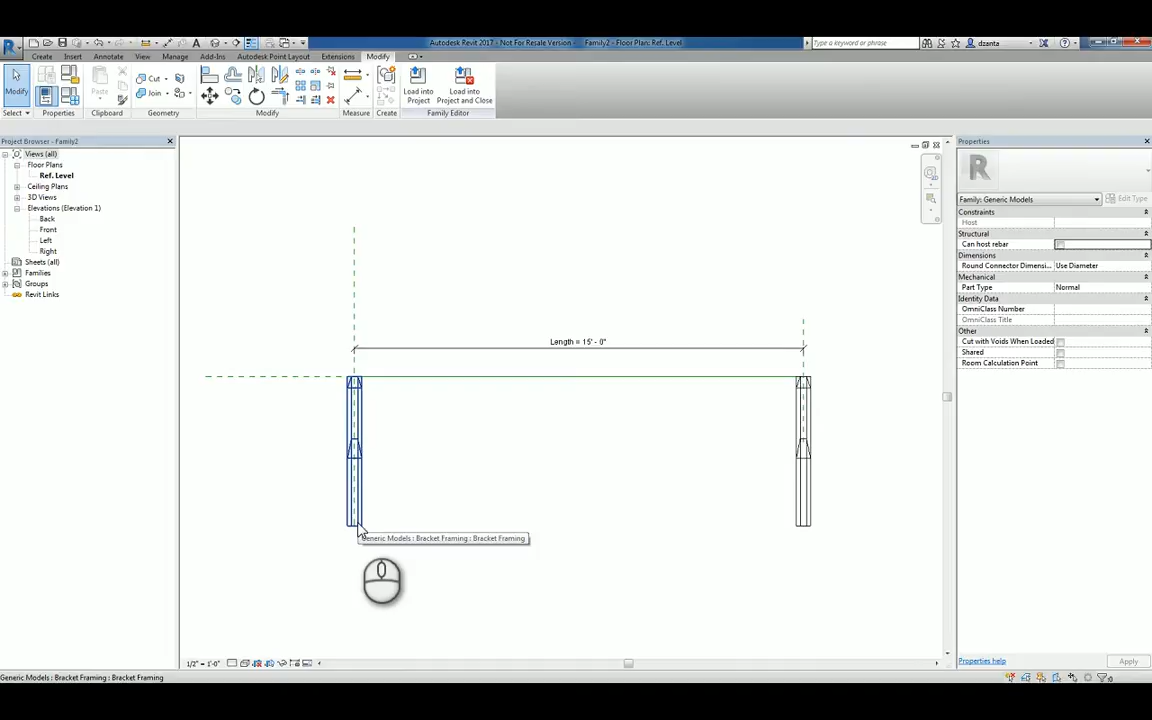 Autodesk Revit 2017 - Not For Resale Version - Family2 - Floor Plan: Ref. Level
Type a keyword or phrase
dzanta
Create Insert Annotate View Manage Add-Ins Autodesk Point Layout Extensions Modify
Modify
Paste
Cut
Join
Load into
Project
Load into
Project and Close
Select Properties Clipboard Geometry Modify Measure Create Family Editor
Project Browser - Family2
Views (all)
Floor Plans
Ref. Level
Ceiling Plans
3D Views
Elevations (Elevation 1)
Back
Front
Left
Right
Sheets (all)
Families
Groups
Revit Links
Length = 15' - 0"
Generic Models : Bracket Framing : Bracket Framing
2D
Properties
R
Family: Generic Models
Edit Type
Constraints
Host
Structural
Can host rebar
Dimensions
Round Connector Dimensi... Use Diameter
Mechanical
Part Type Normal
Identity Data
OmniClass Number
OmniClass Title
Other
Cut with Voids When Loaded
Shared
Room Calculation Point
Properties help
Apply
1/2" = 1'-0"
Generic Models : Bracket Framing : Bracket Framing
:0